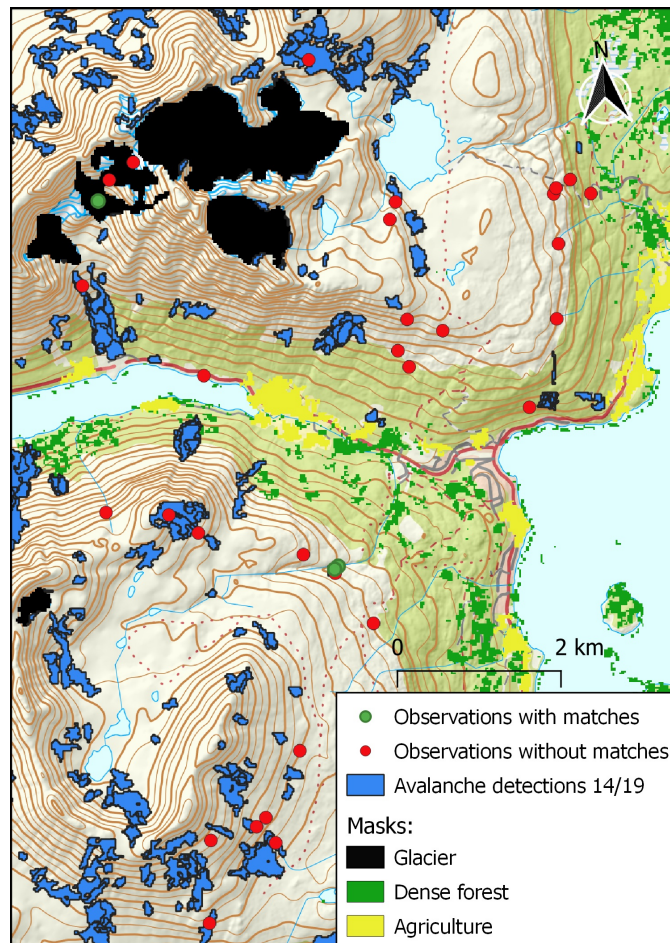 N
0 2 km
Observations with matches
Observations without matches
Avalanche detections 14/19
Masks:
Glacier
Dense forest
Agriculture